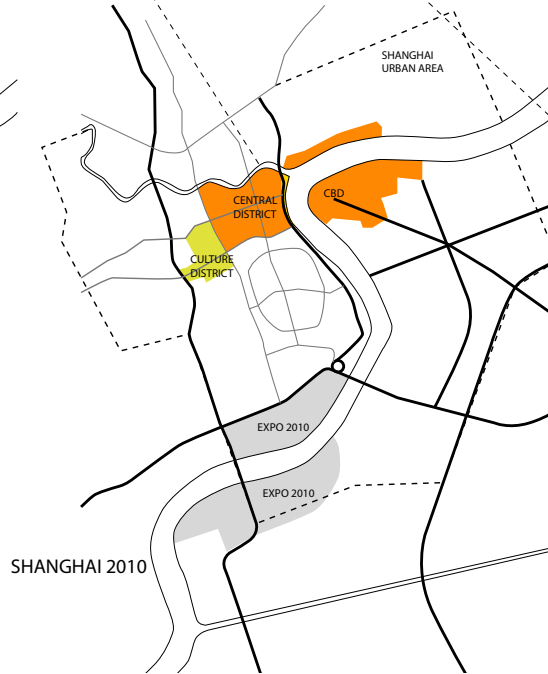 SHANGHAI
URBAN AREA
CBD
CENTRAL
DISTRICT
CULTURE
DISTRICT
EXPO 2010
EXPO 2010
SHANGHAI 2010